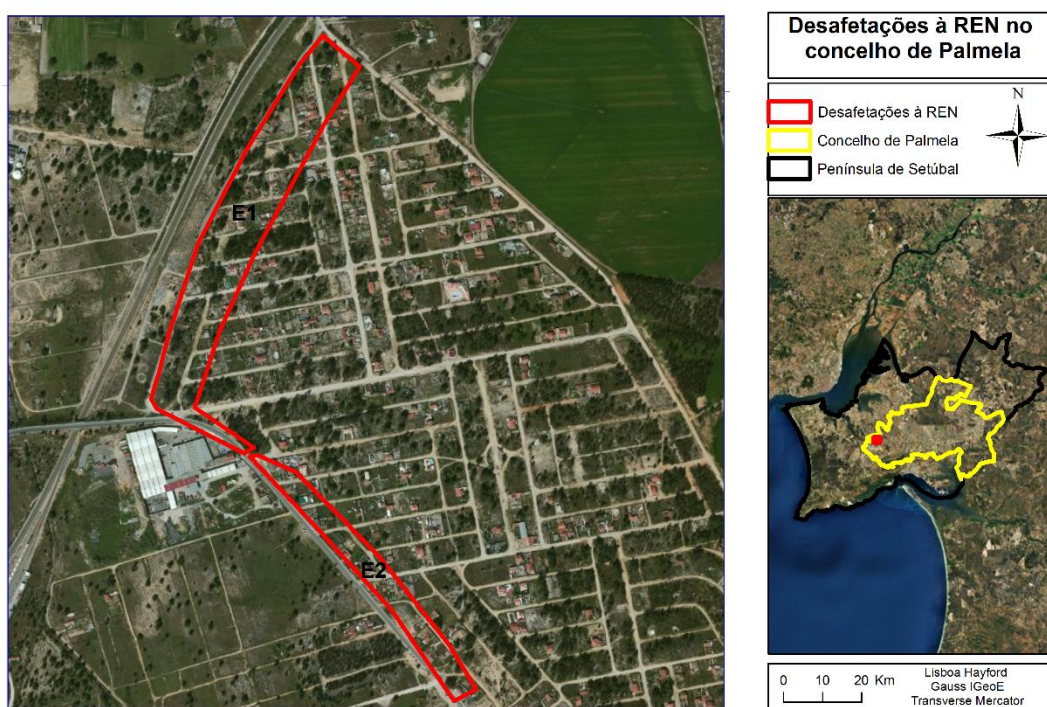 Desafetações à REN no
concelho de Palmela
Desafetações à REN
Concelho de Palmela
Península de Setúbal
N
E1
E2
0 10 20 Km
Lisboa Hayford
Gauss IGeoE
Transverse Mercator